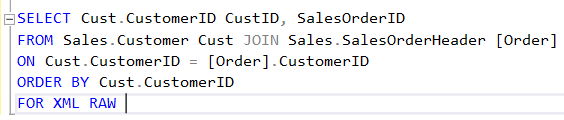 SELECT Cust.CustomerID CustID, SalesOrderID
FROM Sales.Customer Cust JOIN Sales.SalesOrderHeader [Order]
ON Cust.CustomerID = [Order].CustomerID
ORDER BY Cust.CustomerID
FOR XML RAW